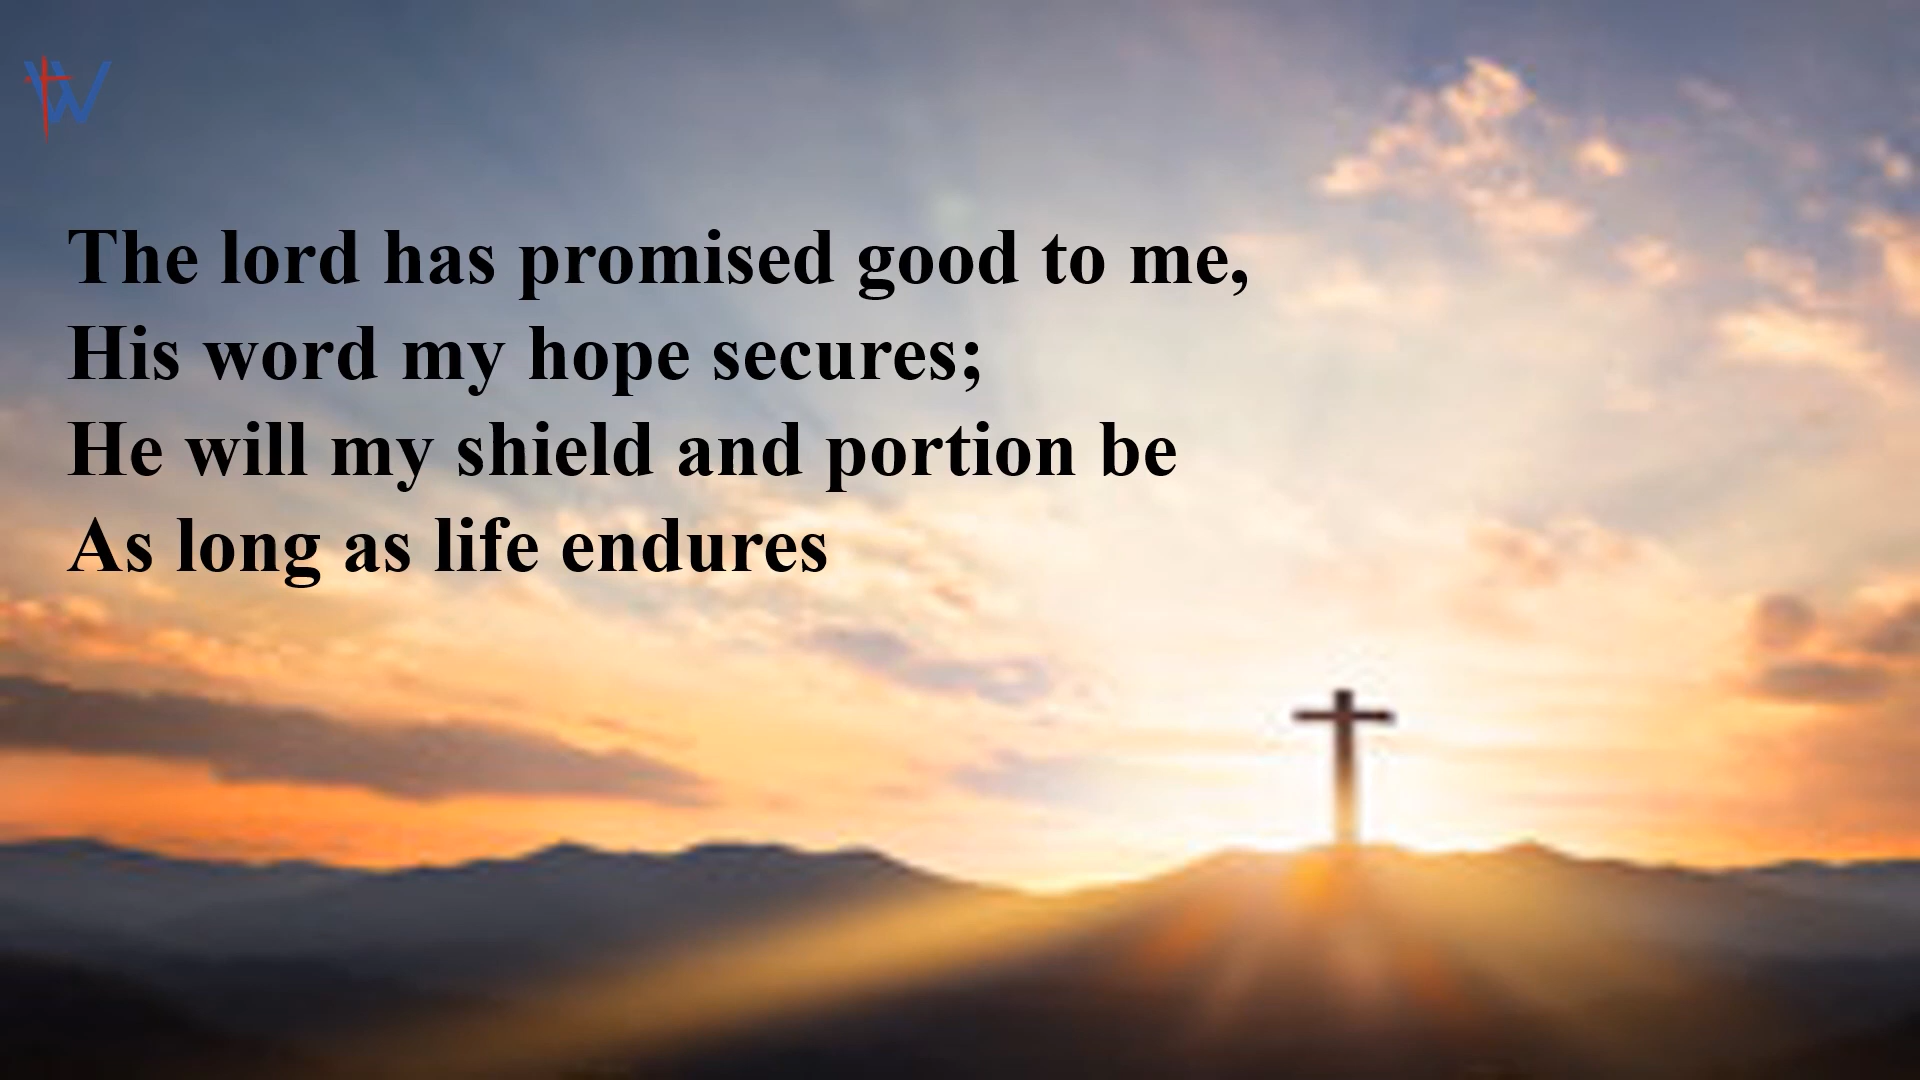 W
The lord has promised good to me,
His word my hope secures;
He will my shield and portion be
As long as life endures